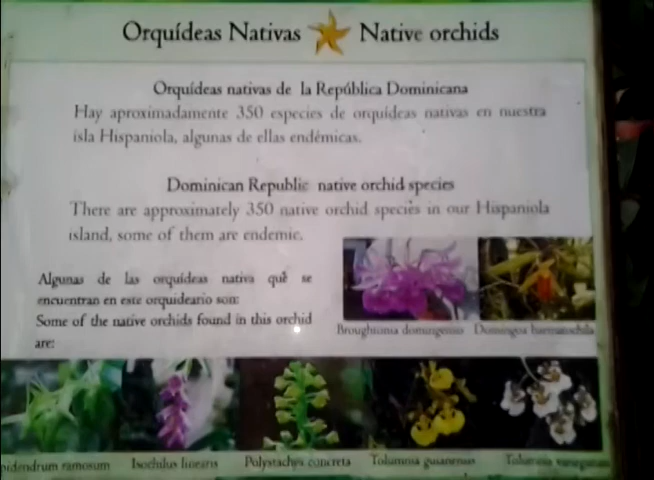 Orquídeas Nativas Native orchids
Orquídeas nativas de la República Dominicana
Hay aproximadamente 350 especies de orquídeas nativas en nuestra
isla Hispaniola, algunas de ellas endémicas.
Dominican Republic native orchid species
There are approximately 350 native orchid species in our Hispaniola
island, some of them are endemic.
Algunas de las orquídeas nativa què se
encuentran en este orquideario son:
Some of the native orchids found in this orchid
are:
Broughtonia domingensis Domingoa haematochila
pidendrum ramosum Isochilus linearis Polystachya concreta Tolumnia guianensis Tolumnia variegata